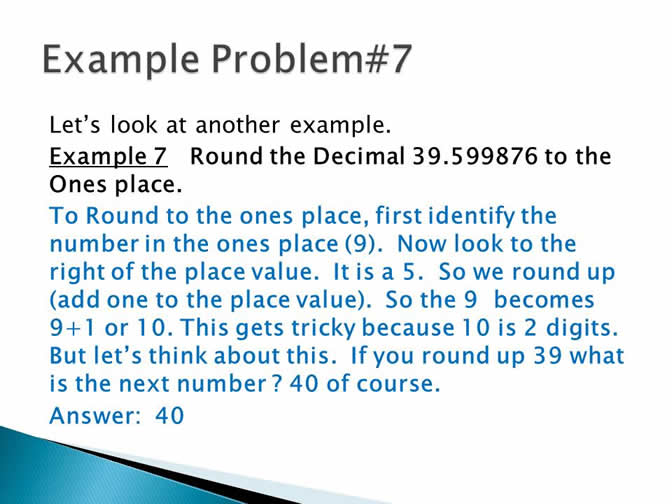 Example Problem#7
Let's look at another example.
Example 7 Round the Decimal 39.599876 to the
Ones place.
To Round to the ones place, first identify the
number in the ones place (9). Now look to the
right of the place value. It is a 5. So we round up
(add one to the place value). So the 9 becomes
9+1 or 10. This gets tricky because 10 is 2 digits.
But let's think about this. If you round up 39 what
is the next number ? 40 of course.
Answer: 40